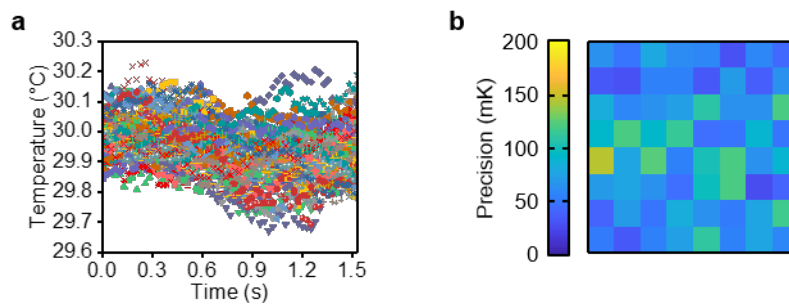 a
30.3
30.2
30.1
30.0
29.9
29.8
29.7
29.6
Temperature (°C)
0.0 0.3 0.6 0.9 1.2 1.5
Time (s)
b
200
150
100
50
0
Precision (mK)